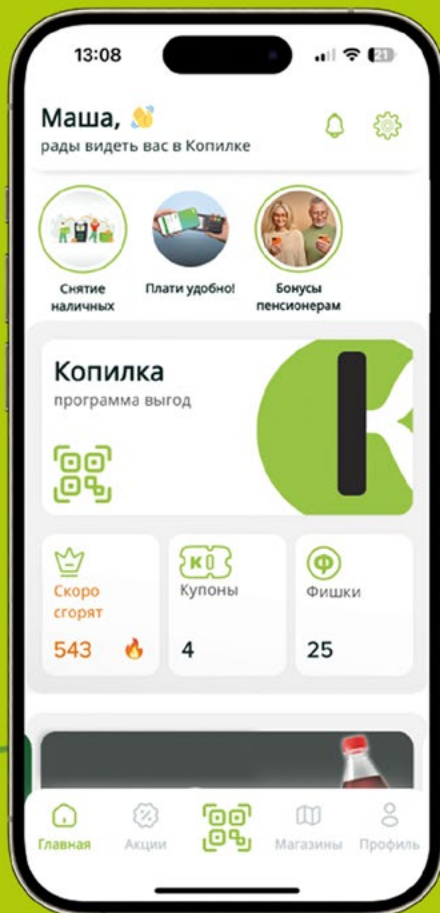 13:08
21
Маша,
рады видеть вас в Копилке
Снятие
наличных
Плати удобно!
Бонусы
пенсионерам
Копилка
программа выгод
К
Скоро
сгорят
543
Купоны
4
Ф
Фишки
25
Главная
Акции
Магазины
Профиль